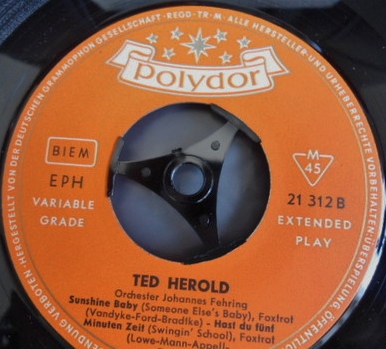 GESELLSCHAFT · REGD · TR · M · ALLE HERSTELLER- UND URHEBERRECHTE VORBEHALTEN
HERGESTELLT VON DER DEUTSCHEN GRAMMOPHON
polydor
BIEM
EPH
VARIABLE
GRADE
M
45
21 312 B
EXTENDED
PLAY
TED HEROLD
Orchester Johannes Fehring
Sunshine Baby (Someone Else's Baby), Foxtrot
(Vandyke-Ford-Bradtke) - Hast du fünf
Minuten Zeit (Swingin' School), Foxtrot
(Lowe-Mann-Appell-